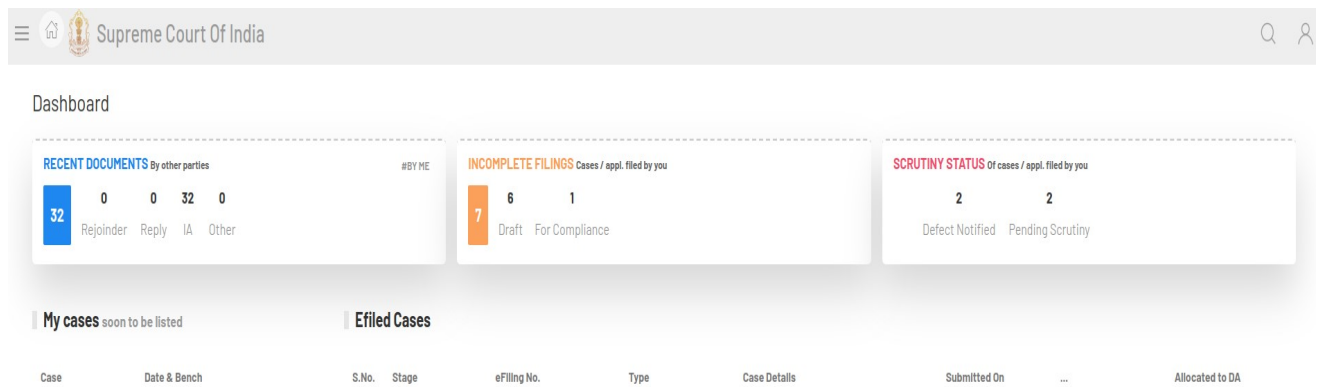 Supreme Court Of India
Dashboard
RECENT DOCUMENTS By other parties #BY ME
32
0 0 32 0
Rejoinder Reply IA Other
INCOMPLETE FILINGS Cases / appl. filed by you
7
6 1
Draft For Compliance
SCRUTINY STATUS Of cases / appl. filed by you
2 2
Defect Notified Pending Scrutiny
My cases soon to be listed
Case Date & Bench
Efiled Cases
S.No. Stage eFiling No. Type Case Details Submitted On ... Allocated to DA